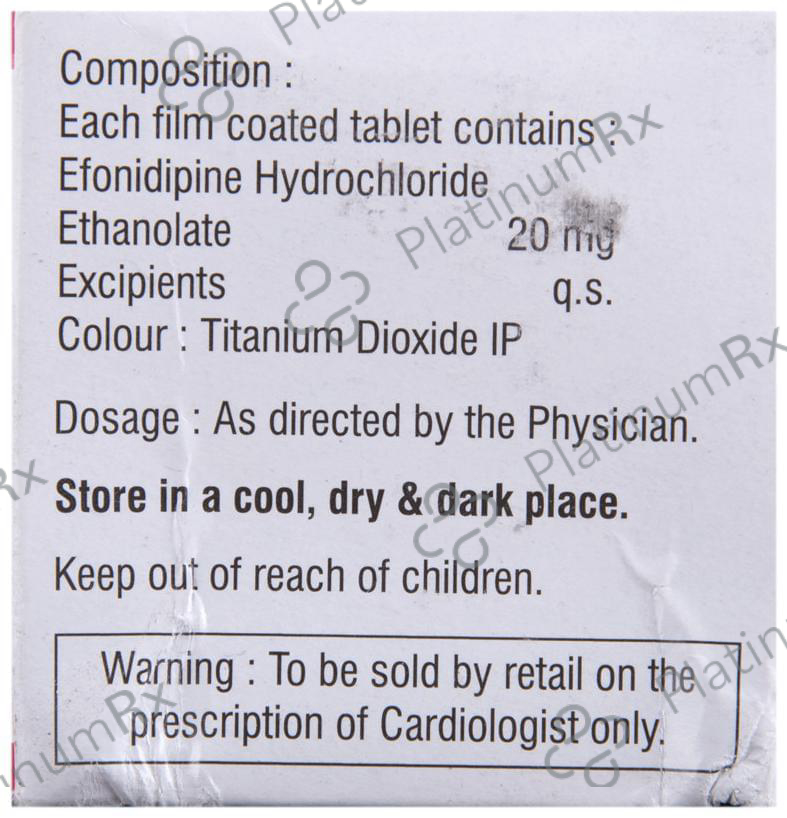 Composition :
Each film coated tablet contains :
Efonidipine Hydrochloride
Ethanolate 20 mg
Excipients q.s.
Colour : Titanium Dioxide IP
Dosage : As directed by the Physician.
Store in a cool, dry & dark place.
Keep out of reach of children.
Warning : To be sold by retail on the
prescription of Cardiologist only.
PlatinumRx
PlatinumRx